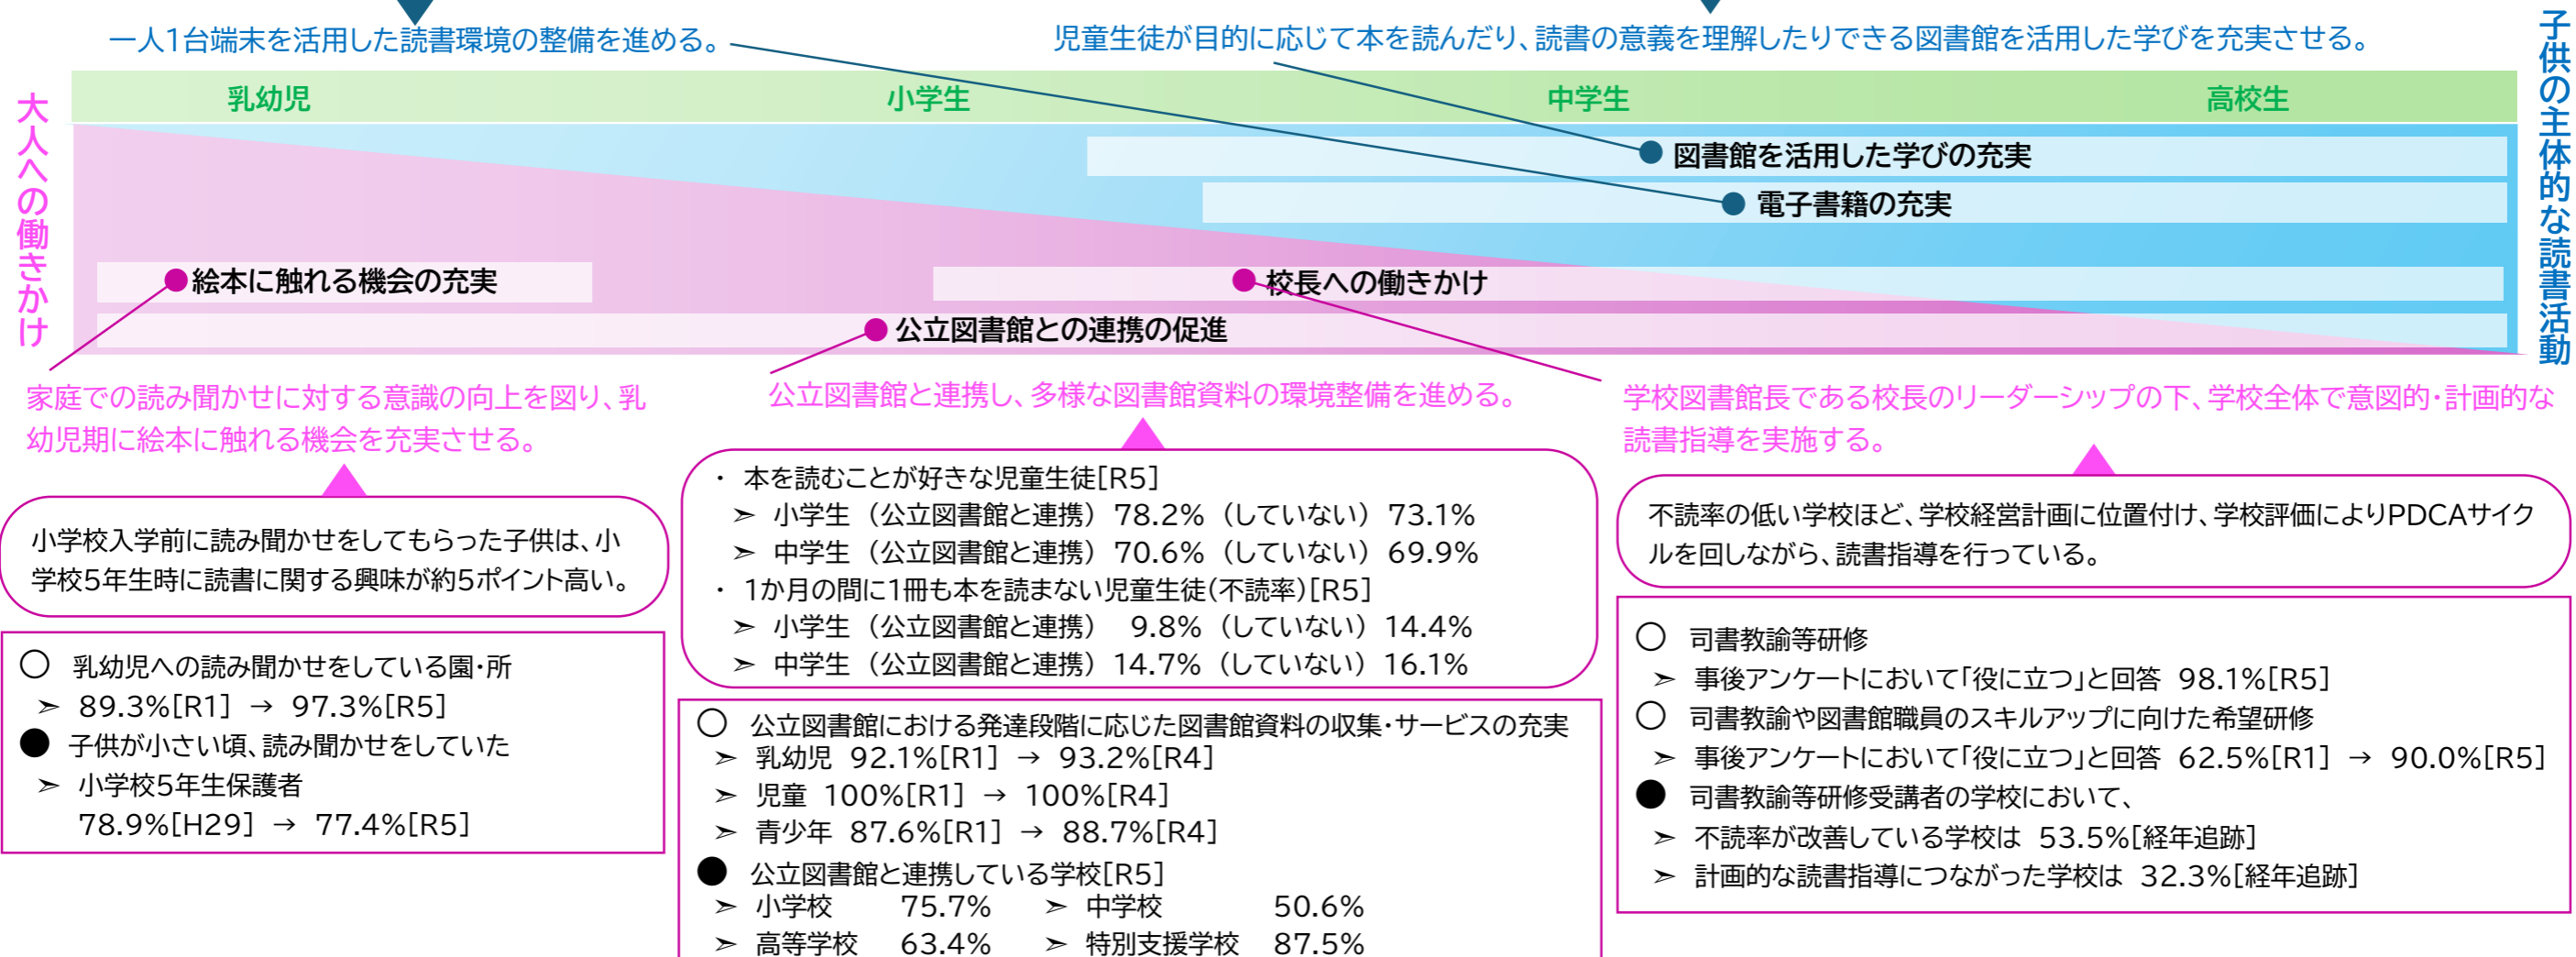 一人1台端末を活用した読書環境の整備を進める。
児童生徒が目的に応じて本を読んだり、読書の意義を理解したりできる図書館を活用した学びを充実させる。
乳幼児
小学生
中学生
高校生
大人への働きかけ
子供の主体的な読書活動
図書館を活用した学びの充実
電子書籍の充実
絵本に触れる機会の充実
校長への働きかけ
公立図書館との連携の促進
家庭での読み聞かせに対する意識の向上を図り、乳
幼児期に絵本に触れる機会を充実させる。
小学校入学前に読み聞かせをしてもらった子供は、小
学校5年生時に読書に関する興味が約5ポイント高い。
○ 乳幼児への読み聞かせをしている園・所
➣ 89.3%[R1] → 97.3%[R5]
● 子供が小さい頃、読み聞かせをしていた
➣ 小学校5年生保護者
78.9%[H29] → 77.4%[R5]
公立図書館と連携し、多様な図書館資料の環境整備を進める。
・ 本を読むことが好きな児童生徒[R5]
➣ 小学生（公立図書館と連携）78.2%（していない）73.1%
➣ 中学生（公立図書館と連携）70.6%（していない）69.9%
・ 1か月の間に1冊も本を読まない児童生徒(不読率)[R5]
➣ 小学生（公立図書館と連携） 9.8%（していない）14.4%
➣ 中学生（公立図書館と連携）14.7%（していない）16.1%
○ 公立図書館における発達段階に応じた図書館資料の収集・サービスの充実
➣ 乳幼児 92.1%[R1] → 93.2%[R4]
➣ 児童 100%[R1] → 100%[R4]
➣ 青少年 87.6%[R1] → 88.7%[R4]
● 公立図書館と連携している学校[R5]
➣ 小学校 75.7% ➣ 中学校 50.6%
➣ 高等学校 63.4% ➣ 特別支援学校 87.5%
学校図書館長である校長のリーダーシップの下、学校全体で意図的・計画的な
読書指導を実施する。
不読率の低い学校ほど、学校経営計画に位置付け、学校評価によりPDCAサイク
ルを回しながら、読書指導を行っている。
○ 司書教諭等研修
➣ 事後アンケートにおいて「役に立つ」と回答 98.1%[R5]
○ 司書教諭や図書館職員のスキルアップに向けた希望研修
➣ 事後アンケートにおいて「役に立つ」と回答 62.5%[R1] → 90.0%[R5]
● 司書教諭等研修受講者の学校において、
➣ 不読率が改善している学校は 53.5%[経年追跡]
➣ 計画的な読書指導につながった学校は 32.3%[経年追跡]